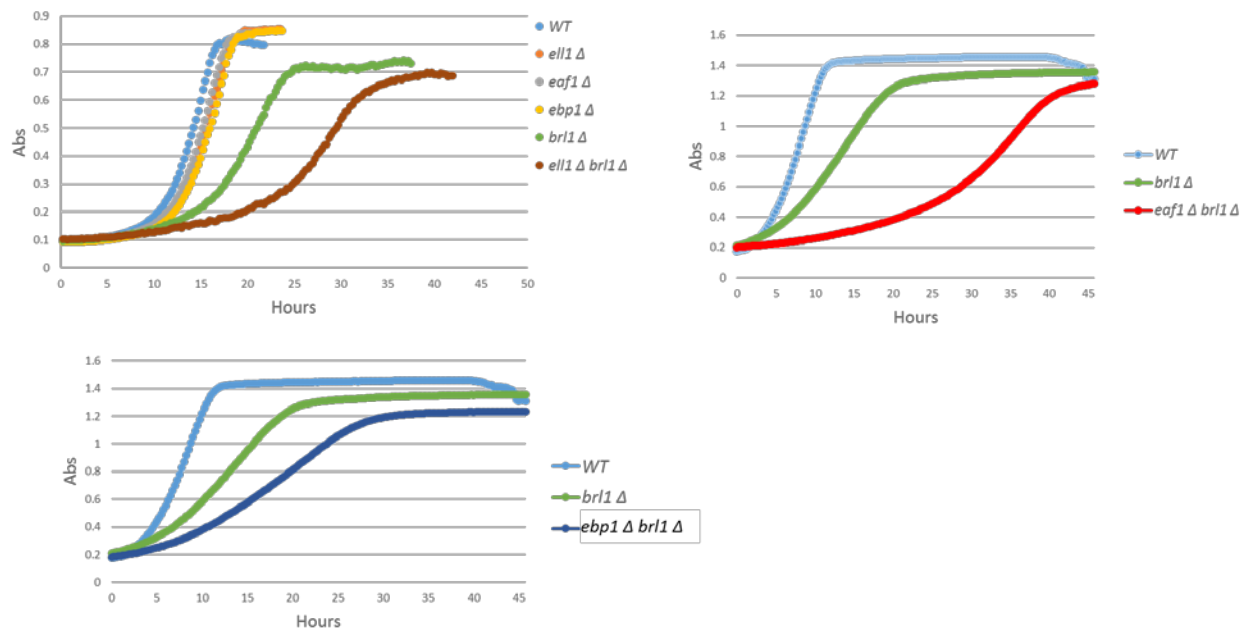 0.9
0.8
0.7
0.6
0.5
0.4
0.3
0.2
0.1
0
Abs
0 5 10 15 20 25 30 35 40 45 50
Hours
WT
ell1 Δ
eaf1 Δ
ebp1 Δ
brl1 Δ
ell1 Δ brl1 Δ
1.6
1.4
1.2
1
0.8
0.6
0.4
0.2
0
Abs
0 5 10 15 20 25 30 35 40 45
Hours
WT
brl1 Δ
eaf1 Δ brl1 Δ
1.6
1.4
1.2
1
0.8
0.6
0.4
0.2
0
Abs
0 5 10 15 20 25 30 35 40 45
Hours
WT
brl1 Δ
ebp1 Δ brl1 Δ